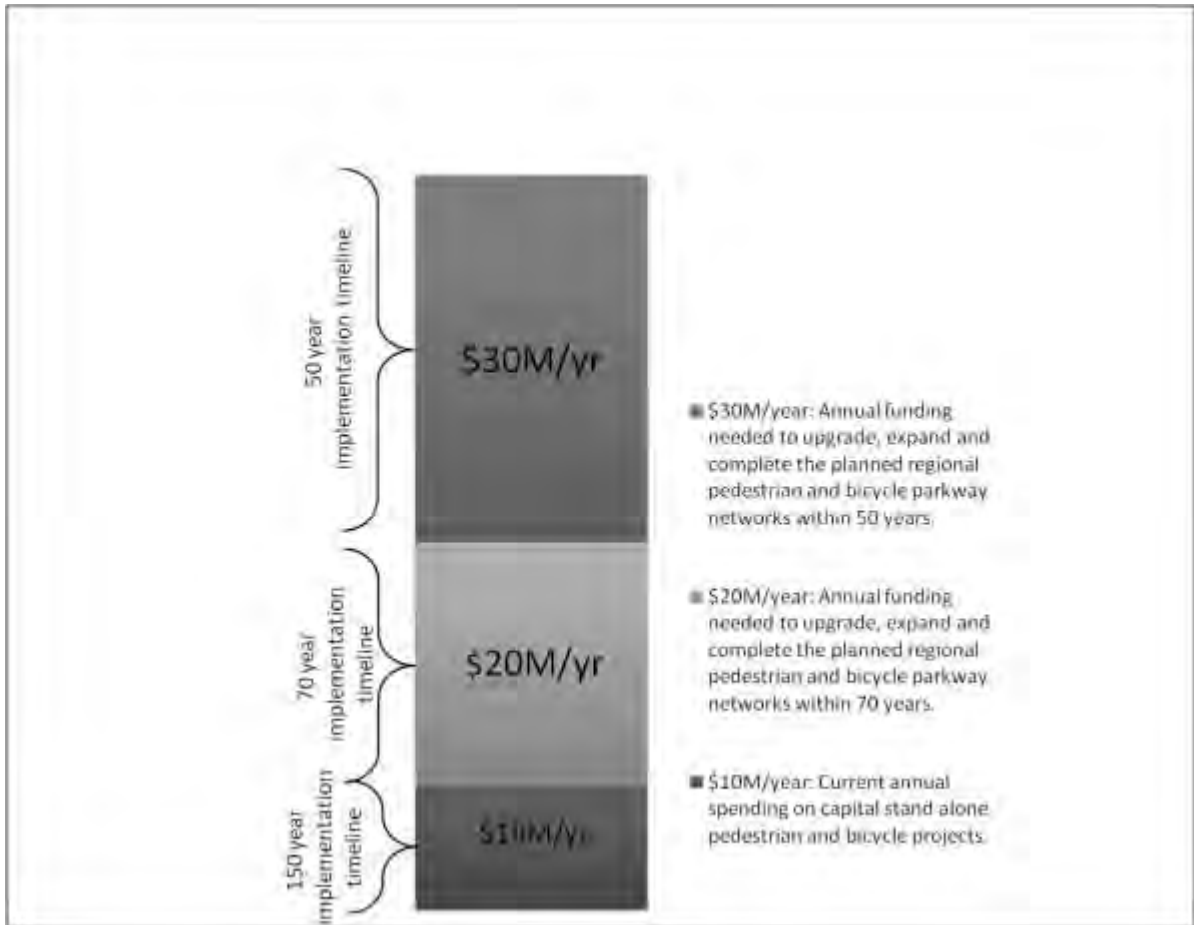 50 year
implementation timeline
$30M/yr
70 year
implementation
timeline
$20M/yr
150 year
implementation
timeline
$10M/yr
$30M/year: Annual funding
needed to upgrade, expand and
complete the planned regional
pedestrian and bicycle parkway
networks within 50 years.
$20M/year: Annual funding
needed to upgrade, expand and
complete the planned regional
pedestrian and bicycle parkway
networks within 70 years.
$10M/year: Current annual
spending on capital stand alone
pedestrian and bicycle projects.